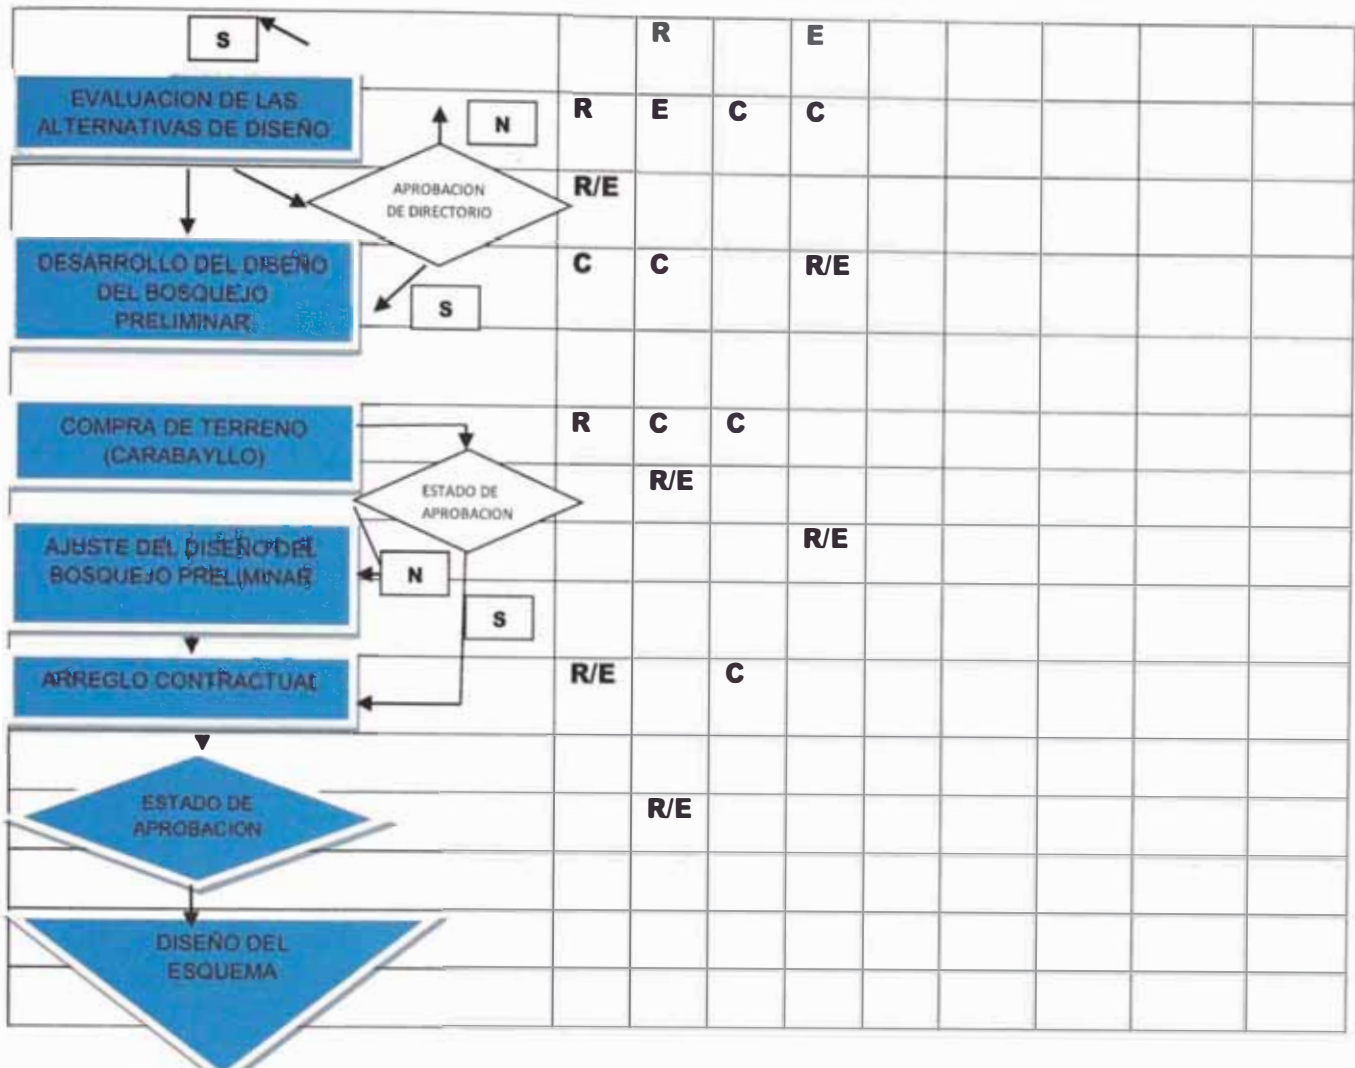 S
R E
EVALUACION DE LAS
ALTERNATIVAS DE DISEÑO
N
R E C C
APROBACION
DE DIRECTORIO
R/E
DESARROLLO DEL DISEÑO
DEL BOSQUEJO
PRELIMINAR
S
C C R/E
COMPRA DE TERRENO
(CARABAYLLO)
R C C
ESTADO DE
APROBACION
R/E
AJUSTE DEL DISEÑO DEL
BOSQUEJO PRELIMINAR
N
R/E
S
ARREGLO CONTRACTUAL
R/E C
ESTADO DE
APROBACION
R/E
DISEÑO DEL
ESQUEMA